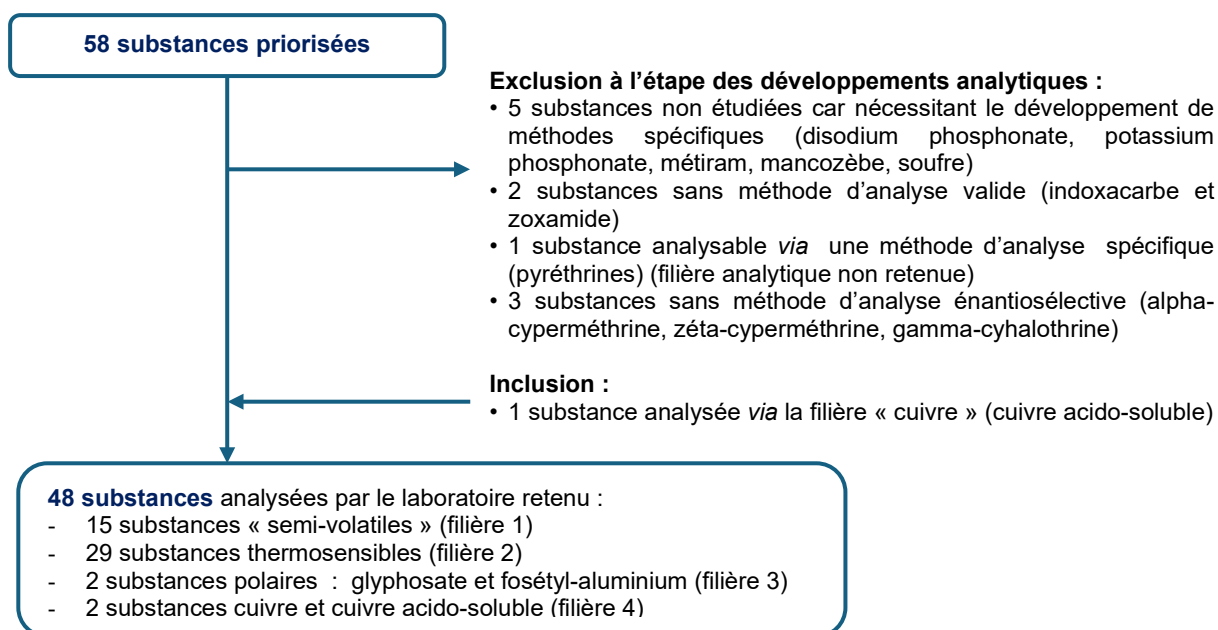 58 substances priorisées
Exclusion à l'étape des développements analytiques :
• 5 substances non étudiées car nécessitant le développement de
méthodes spécifiques (disodium phosphonate, potassium
phosphonate, métiram, mancozèbe, soufre)
• 2 substances sans méthode d'analyse valide (indoxacarbe et
zoxamide)
• 1 substance analysable via une méthode d'analyse spécifique
(pyréthrines) (filière analytique non retenue)
• 3 substances sans méthode d'analyse énantiosélective (alpha-
cyperméthrine, zéta-cyperméthrine, gamma-cyhalothrine)
Inclusion :
• 1 substance analysée via la filière « cuivre » (cuivre acido-soluble)
48 substances analysées par le laboratoire retenu :
- 15 substances « semi-volatiles » (filière 1)
- 29 substances thermosensibles (filière 2)
- 2 substances polaires : glyphosate et fosétyl-aluminium (filière 3)
- 2 substances cuivre et cuivre acido-soluble (filière 4)